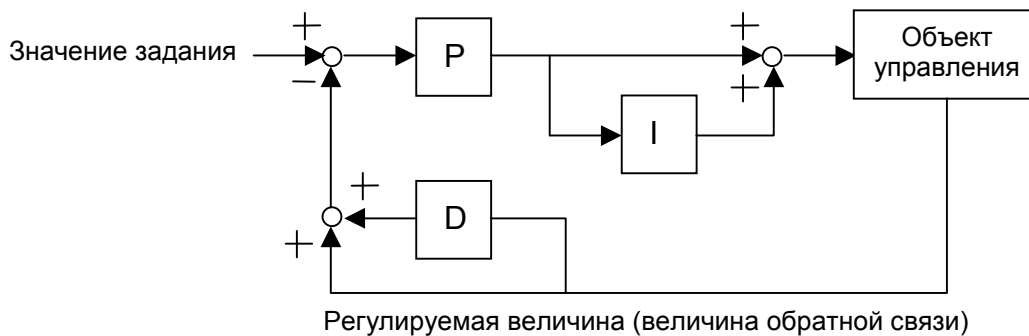 Значение задания
+
−
P
+
+
I
Объект
управления
+
D
+
Регулируемая величина (величина обратной связи)